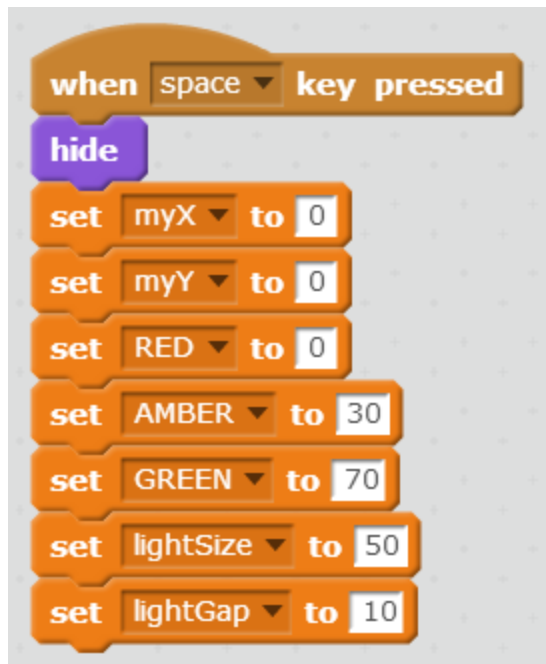 when space key pressed
hide
set myX to 0
set myY to 0
set RED to 0
set AMBER to 30
set GREEN to 70
set lightSize to 50
set lightGap to 10